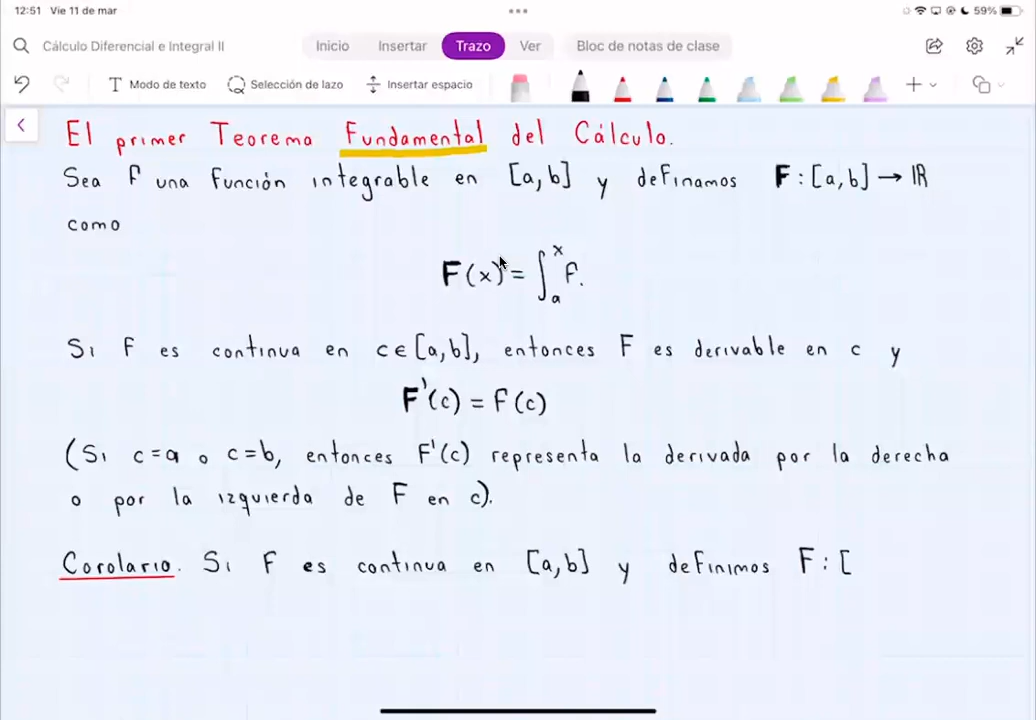 12:51 Vie 11 de mar
59%
Cálculo Diferencial e Integral II
Inicio Insertar Trazo Ver Bloc de notas de clase
Modo de texto Selección de lazo Insertar espacio
El primer Teorema Fundamental del Cálculo.
Sea f una función integrable en [a,b] y definamos F:[a,b] → ℝ
como
F(x) = ∫ₐˣ f.
Si f es continua en c∈[a,b], entonces F es derivable en c y
F'(c) = f(c)
(Si c=a o c=b, entonces F'(c) representa la derivada por la derecha
o por la izquierda de F en c).
Corolario. Si f es continua en [a,b] y definimos F:[